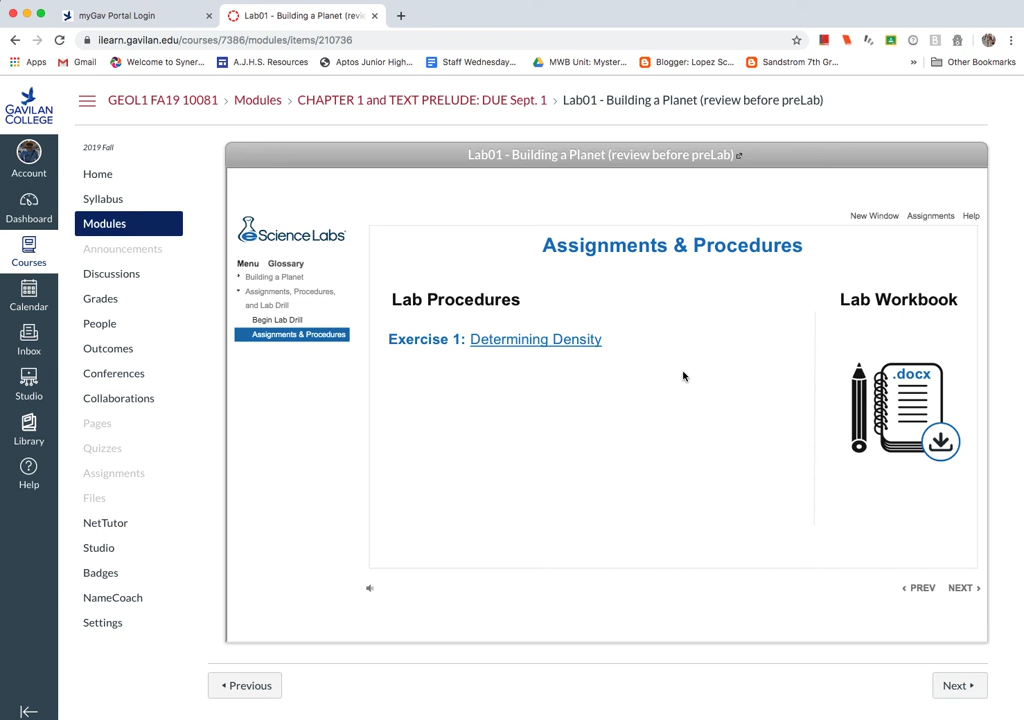 myGav Portal Login
Lab01 - Building a Planet (revi
ilearn.gavilan.edu/courses/7386/modules/items/210736
Apps
Gmail
Welcome to Syner...
A.J.H.S. Resources
Aptos Junior High...
Staff Wednesday...
MWB Unit: Myster...
Blogger: Lopez Sc...
Sandstrom 7th Gr...
»
Other Bookmarks
GAVILAN
COLLEGE
GEOL1 FA19 10081 › Modules › CHAPTER 1 and TEXT PRELUDE: DUE Sept. 1 › Lab01 - Building a Planet (review before preLab)
Account
Dashboard
Courses
Calendar
Inbox
Studio
Library
Help
2019 Fall
Home
Syllabus
Modules
Announcements
Discussions
Grades
People
Outcomes
Conferences
Collaborations
Pages
Quizzes
Assignments
Files
NetTutor
Studio
Badges
NameCoach
Settings
Lab01 - Building a Planet (review before preLab)
New Window Assignments Help
eScienceLabs
Menu Glossary
Building a Planet
Assignments, Procedures,
and Lab Drill
Begin Lab Drill
Assignments & Procedures
Assignments & Procedures
Lab Procedures
Exercise 1: Determining Density
Lab Workbook
.docx
‹ PREV NEXT ›
Previous
Next